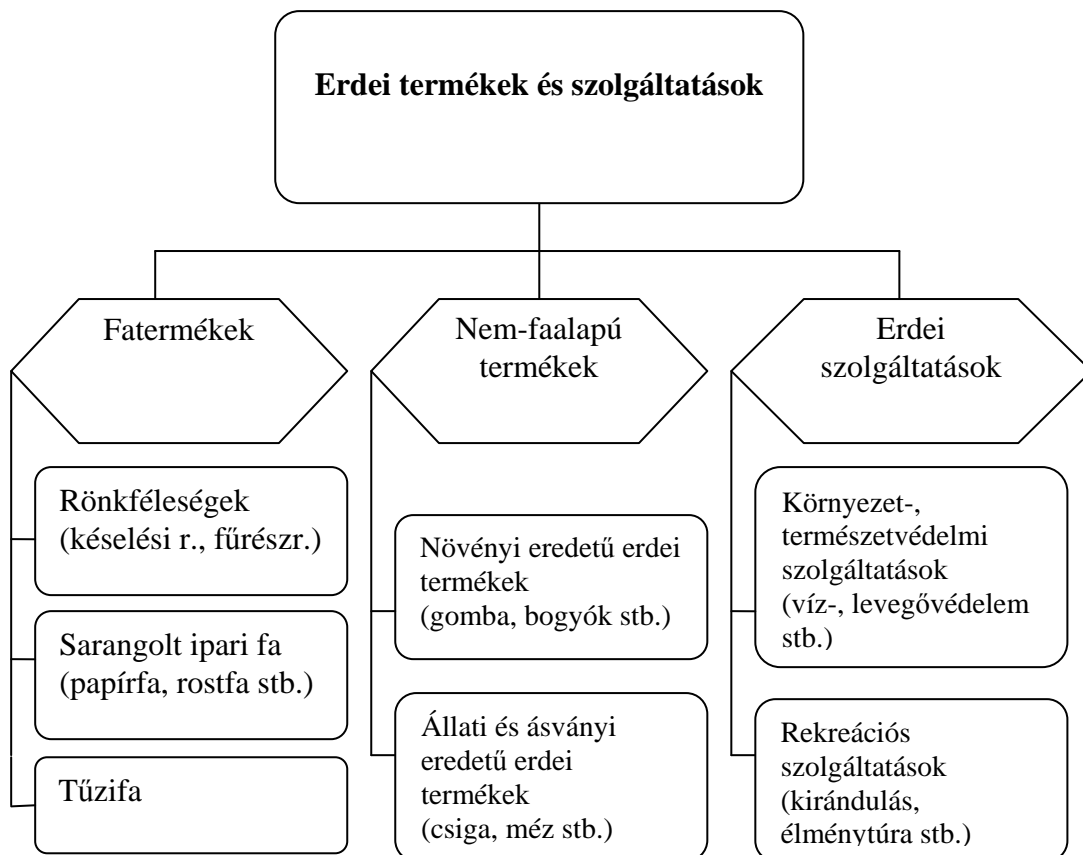 Erdei termékek és szolgáltatások
Fatermékek
Rönkféleségek
(késelési r., fűrészr.)
Sarangolt ipari fa
(papírfa, rostfa stb.)
Tűzifa
Nem-faalapú
termékek
Növényi eredetű erdei
termékek
(gomba, bogyók stb.)
Állati és ásványi
eredetű erdei
termékek
(csiga, méz stb.)
Erdei
szolgáltatások
Környezet-,
természetvédelmi
szolgáltatások
(víz-, levegővédelem
stb.)
Rekreációs
szolgáltatások
(kirándulás,
élménytúra stb.)